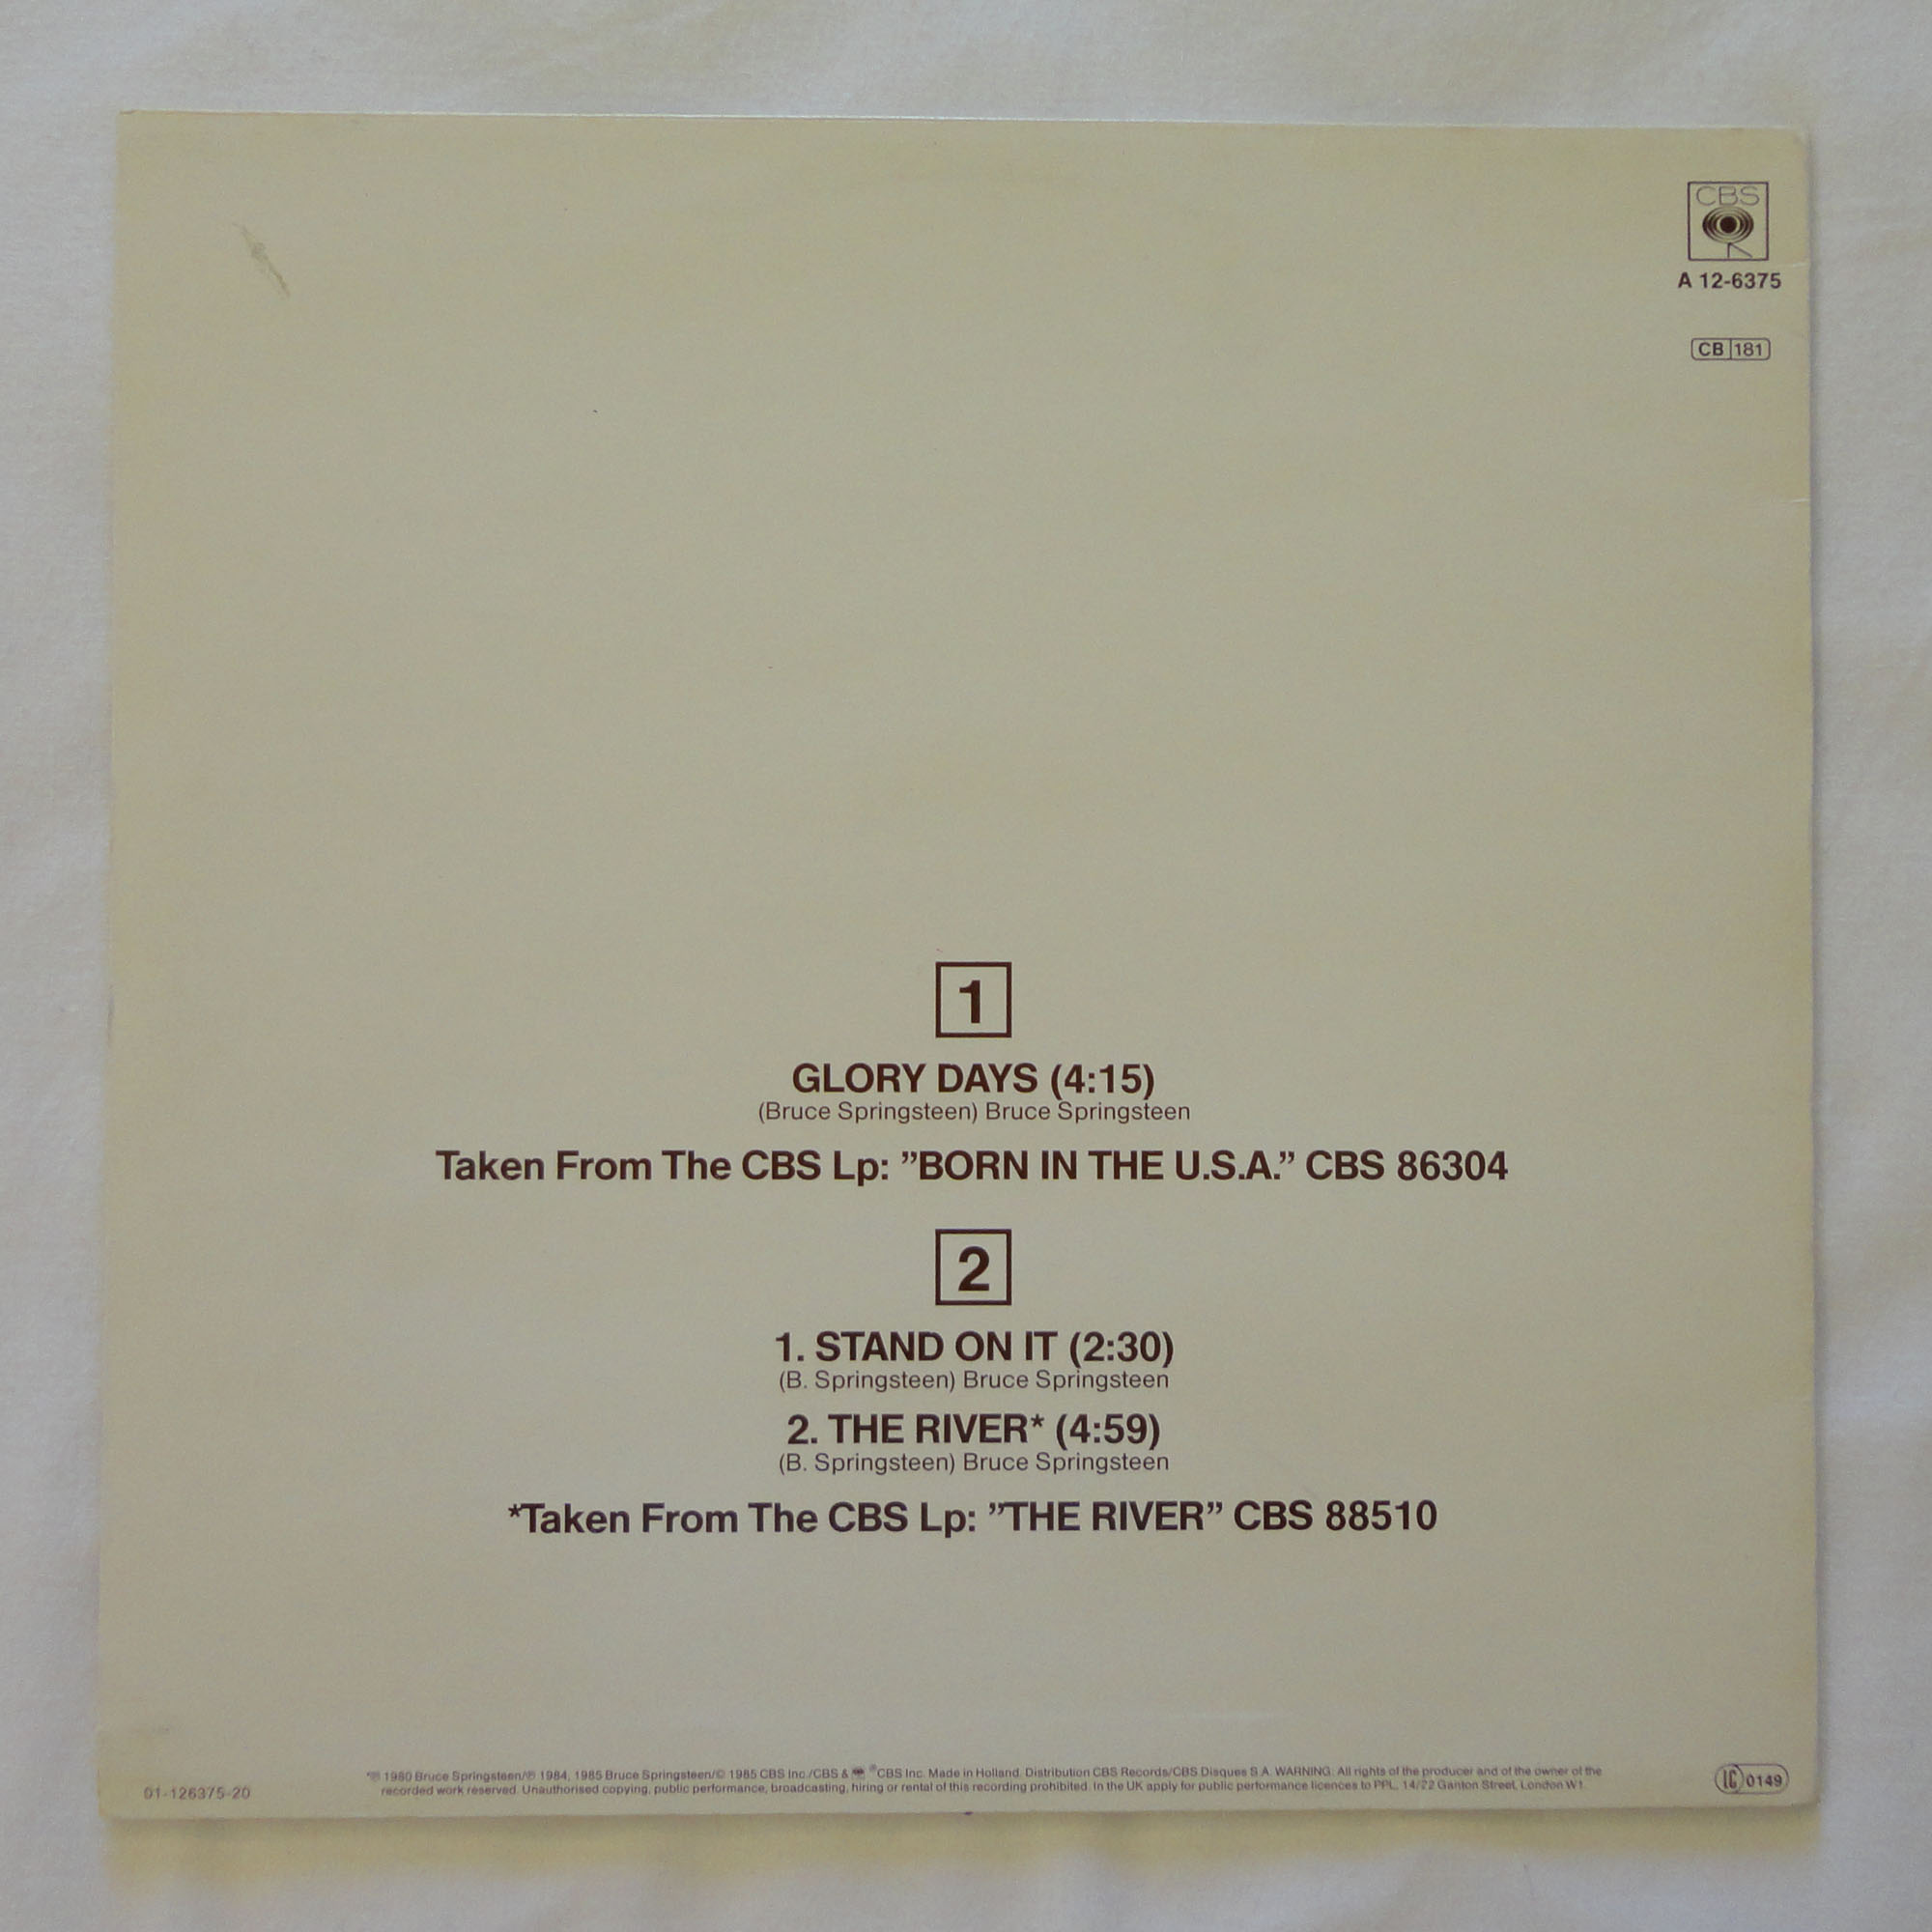 CBS
A 12-6375
CB 181
1
GLORY DAYS (4:15)
(Bruce Springsteen) Bruce Springsteen
Taken From The CBS Lp: ”BORN IN THE U.S.A.” CBS 86304
2
1. STAND ON IT (2:30)
(B. Springsteen) Bruce Springsteen
2. THE RIVER* (4:59)
(B. Springsteen) Bruce Springsteen
*Taken From The CBS Lp: ”THE RIVER” CBS 88510
*℗ 1980 Bruce Springsteen/℗ 1984, 1985 Bruce Springsteen/© 1985 CBS Inc./CBS & ®CBS Inc. Made in Holland. Distribution CBS Records/CBS Disques S.A. WARNING: All rights of the producer and of the owner of the
recorded work reserved. Unauthorised copying, public performance, broadcasting, hiring or rental of this recording prohibited. In the UK apply for public performance licences to PPL, 14/22 Ganton Street, London W1.
01-126375-20
LC 0149